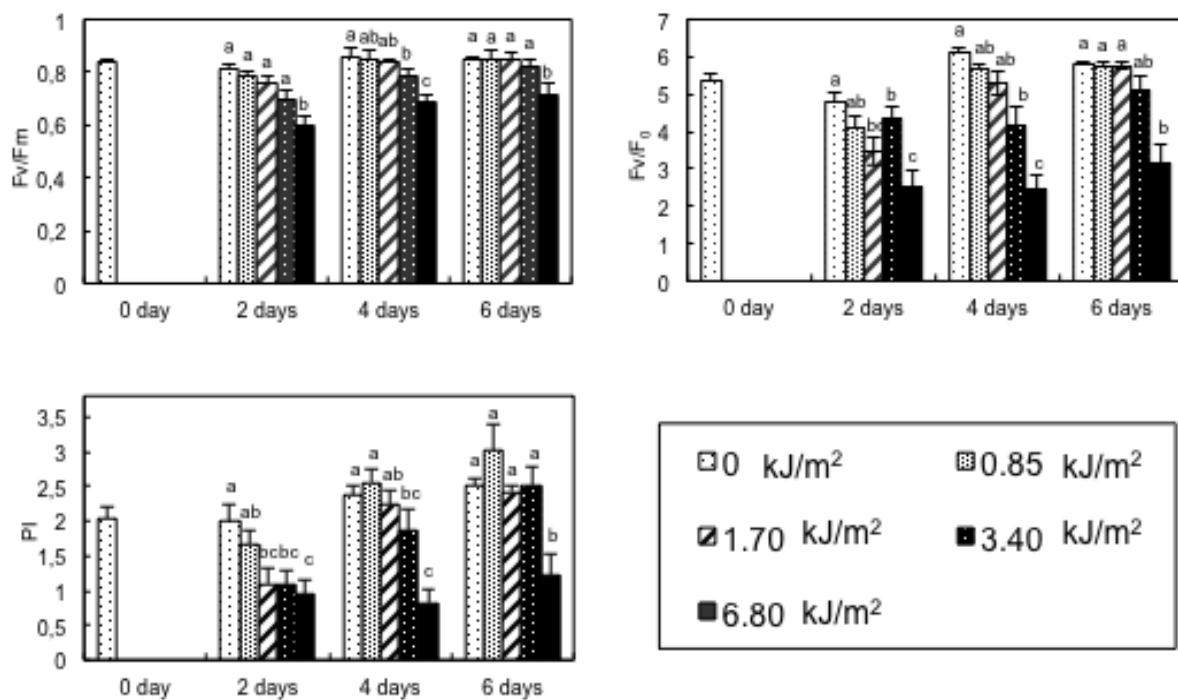 1
0,8
0,6
0,4
0,2
0
Fv/Fm
a a a a b
a ab ab b c
a a a a b
0 day 2 days 4 days 6 days
7
6
5
4
3
2
1
0
Fv/F₀
a ab bc b c
a ab ab b c
a a a ab b
0 day 2 days 4 days 6 days
3,5
3
2,5
2
1,5
1
0,5
0
PI
a ab bc bc c
a a ab bc c
a a a a b
0 day 2 days 4 days 6 days
0 kJ/m² 0.85 kJ/m²
1.70 kJ/m² 3.40 kJ/m²
6.80 kJ/m²